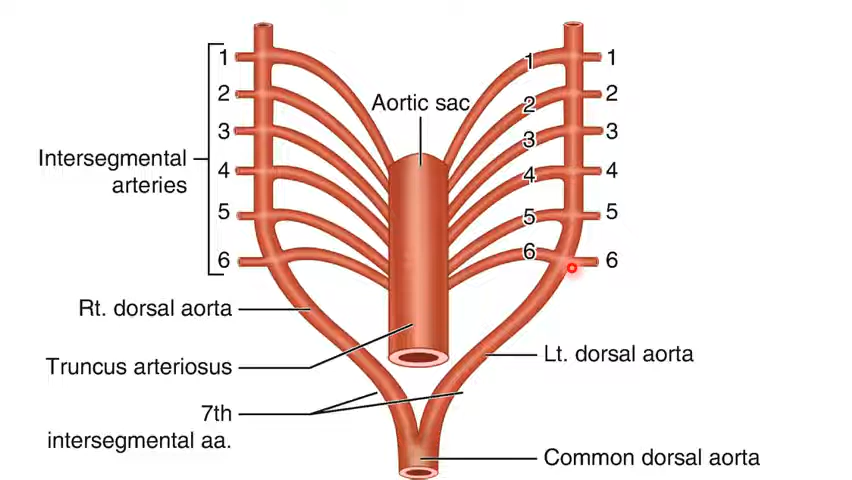 1 1 1
2 2 2
Aortic sac
3 3 3
Intersegmental
arteries
4 4 4
5 5 5
6 6 6
Rt. dorsal aorta
Truncus arteriosus
Lt. dorsal aorta
7th
intersegmental aa.
Common dorsal aorta